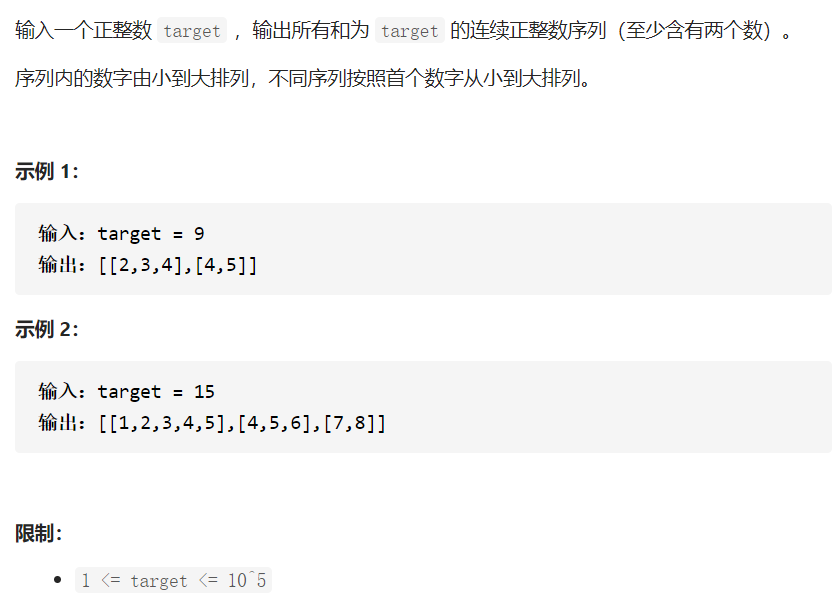 输入一个正整数 target ，输出所有和为 target 的连续正整数序列（至少含有两个数）。
序列内的数字由小到大排列，不同序列按照首个数字从小到大排列。
示例 1：
输入：target = 9
输出：[[2,3,4],[4,5]]
示例 2：
输入：target = 15
输出：[[1,2,3,4,5],[4,5,6],[7,8]]
限制：
• 1 <= target <= 10^5